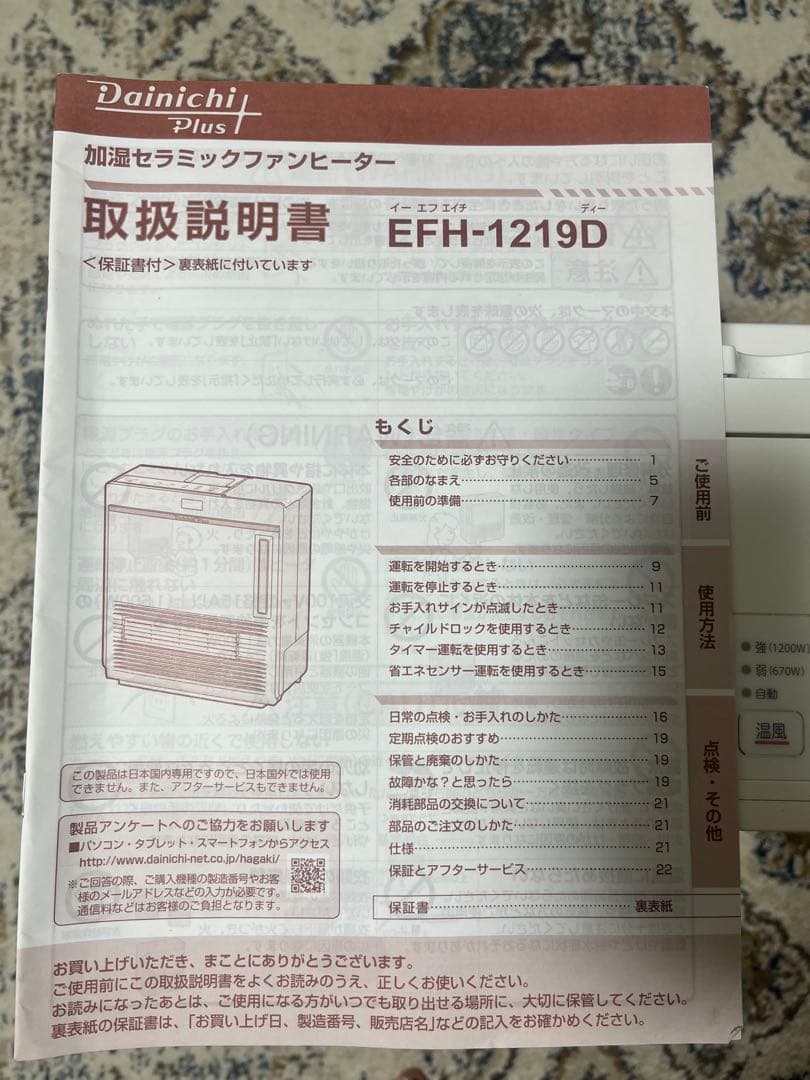 Dainichi
Plus
加湿セラミックファンヒーター
取扱説明書
イー エフ エイチ ディー
EFH-1219D
＜保証書付＞裏表紙に付いています
もくじ
安全のために必ずお守りください…………… 1
各部のなまえ…………………………… 5
使用前の準備…………………………… 7
ご使用前
運転を開始するとき……………………… 9
運転を停止するとき……………………… 11
お手入れサインが点滅したとき…………… 11
チャイルドロックを使用するとき………… 12
タイマー運転を使用するとき……………… 13
省エネセンサー運転を使用するとき……… 15
使用方法
日常の点検・お手入れのしかた…………… 16
定期点検のおすすめ……………………… 19
保管と廃棄のしかた……………………… 19
故障かな？と思ったら…………………… 19
消耗部品の交換について………………… 21
部品のご注文のしかた…………………… 21
仕様……………………………………… 21
保証とアフターサービス………………… 22
点検・その他
保証書…………………………………… 裏表紙
この製品は日本国内専用ですので、日本国外では使用
できません。また、アフターサービスもできません。
製品アンケートへのご協力をお願いします
■パソコン・タブレット・スマートフォンからアクセス
http://www.dainichi-net.co.jp/hagaki/
※ご回答の際、ご購入機種の製造番号やお客
様のメールアドレスなどの入力が必要です。
通信料などはお客様のご負担となります。
お買い上げいただき、まことにありがとうございます。
ご使用前にこの取扱説明書をよくお読みのうえ、正しくお使いください。
お読みになったあとは、ご使用になる方がいつでも取り出せる場所に、大切に保管してください。
裏表紙の保証書は、「お買い上げ日、製造番号、販売店名」などの記入をお確かめください。
強(1200W)
弱(670W)
自動
温風